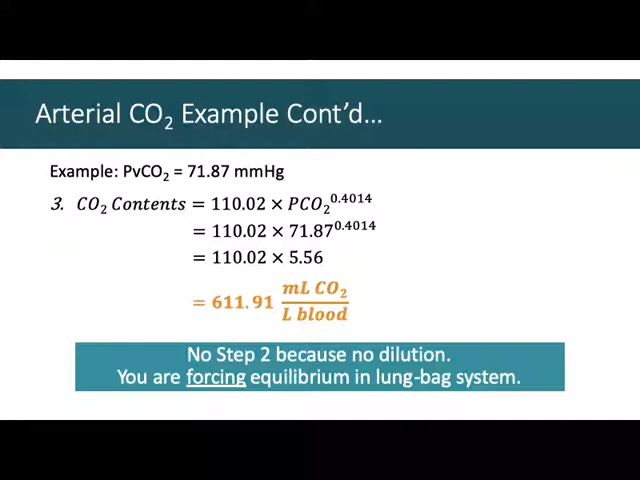 Arterial CO₂ Example Cont'd...
Example: PvCO₂ = 71.87 mmHg
3. CO₂ Contents = 110.02 × PCO₂^0.4014
= 110.02 × 71.87^0.4014
= 110.02 × 5.56
= 611.91 mL CO₂ / L blood
No Step 2 because no dilution.
You are forcing equilibrium in lung-bag system.